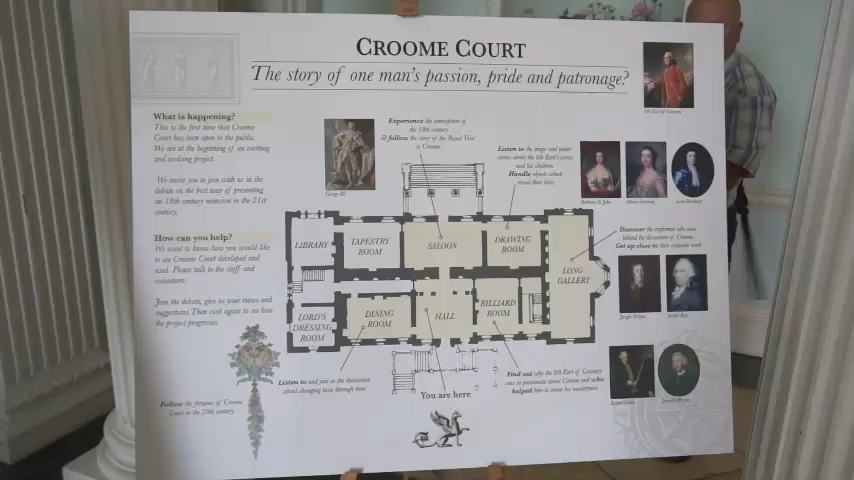 CROOME COURT
The story of one man's passion, pride and patronage?
What is happening?
This is the first time that Croome
Court has been open to the public.
We are at the beginning of an exciting
and evolving project.
We invite you to join with us in the
debate on the best way of presenting
an 18th century mansion in the 21st
century.
How can you help?
We want to know how you would like
to see Croome Court developed and
used. Please talk to the staff and
volunteers.
Join the debate, give us your views and
suggestions Then visit again to see how
the project progresses.
Follow the fortunes of Croome
Court in the 20th century
George III
Experience the atmosphere of
the 18th century
& follow the story of the Royal Visit
to Croome
Listen to the tragic and tender
stories about the 6th Earl's
and his children.
Handle objects which
reveal their lives
6th Earl of Coventry
Barbara St John
Discover the craftsmen who were
behind the decoration of Croome.
Get up close to their exquisite work
LIBRARY
TAPESTRY
ROOM
SALOON
DRAWING
ROOM
LONG
GALLERY
LORD'S
DRESSING
ROOM
DINING
ROOM
HALL
BILLIARD
ROOM
Listen to and join in the discussion
about changing taste through time
You are here
Find out why the 6th Earl of Coventry
was so passionate about Croome and who
helped him to create his masterpiece.
Robert Adam